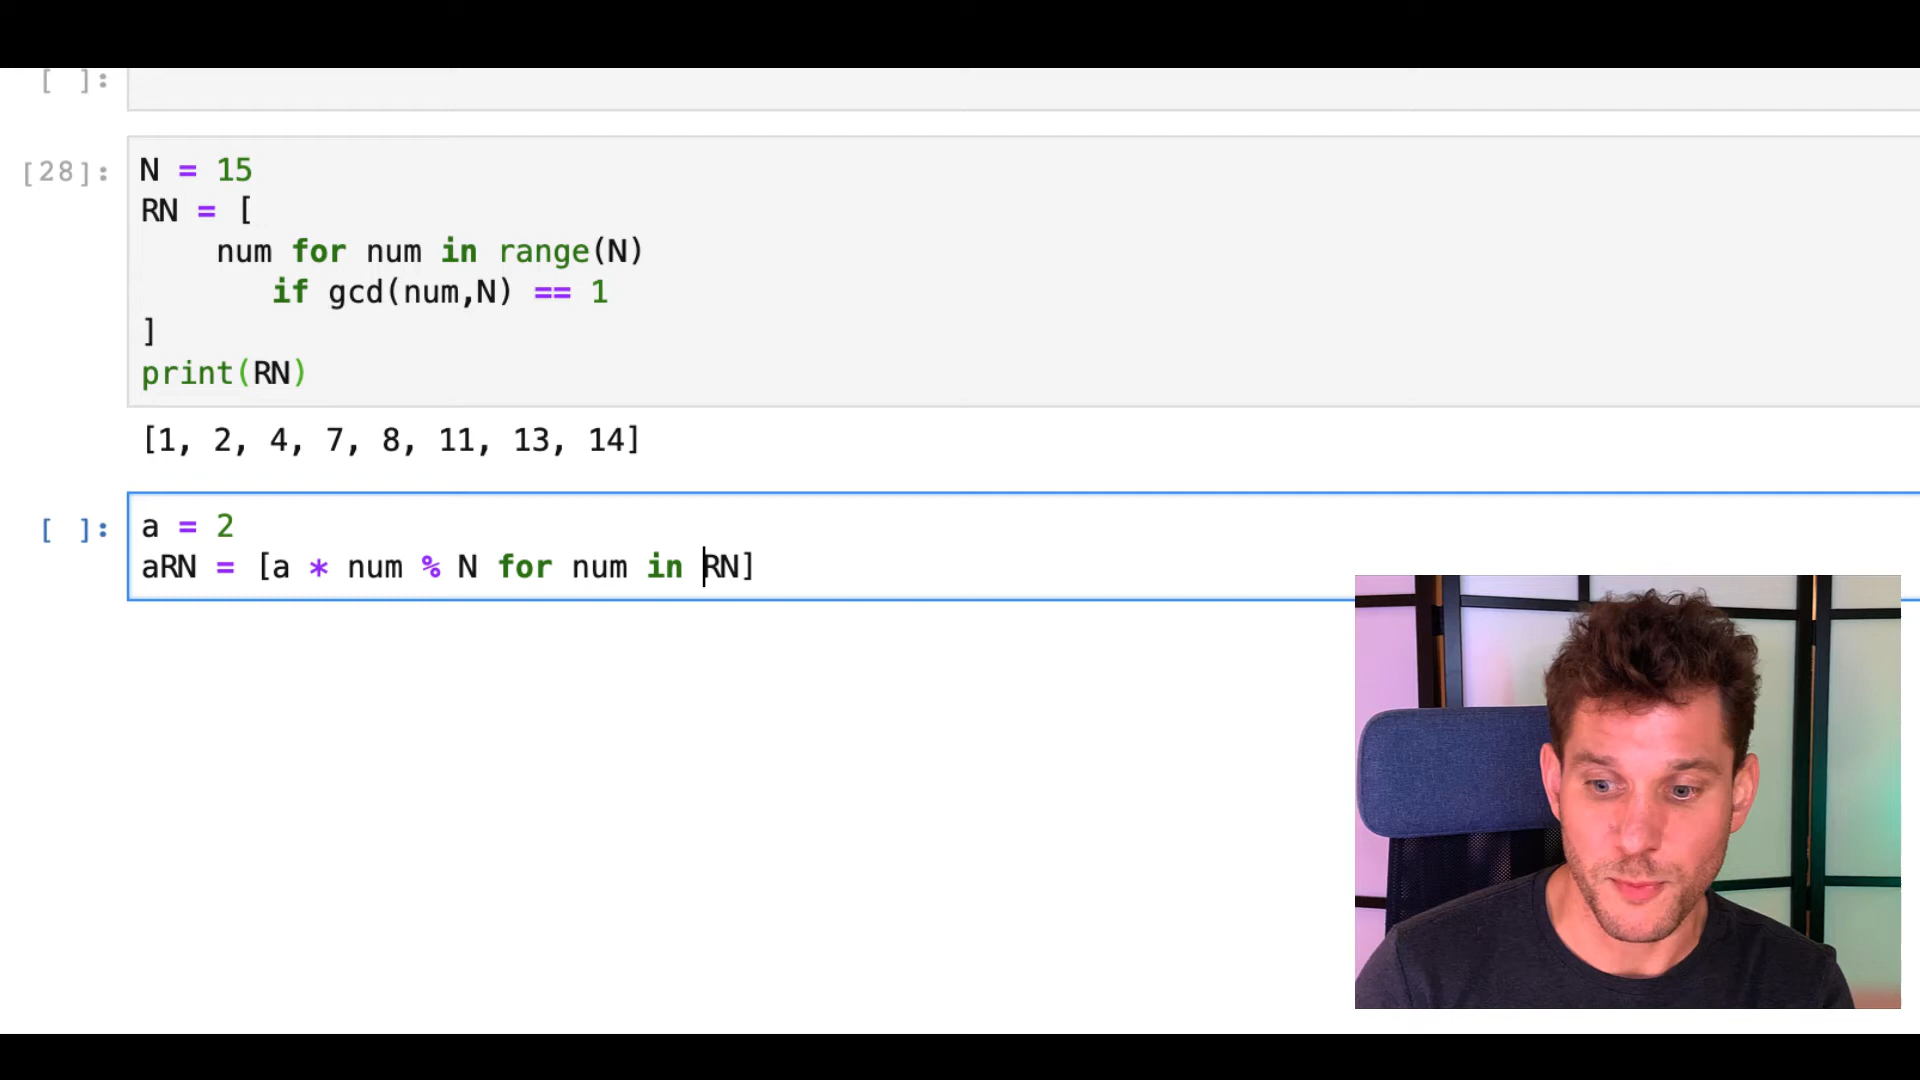 [ ]:
[28]:
N = 15
RN = [
num for num in range(N)
if gcd(num,N) == 1
]
print(RN)
[1, 2, 4, 7, 8, 11, 13, 14]
[ ]:
a = 2
aRN = [a * num % N for num in RN]